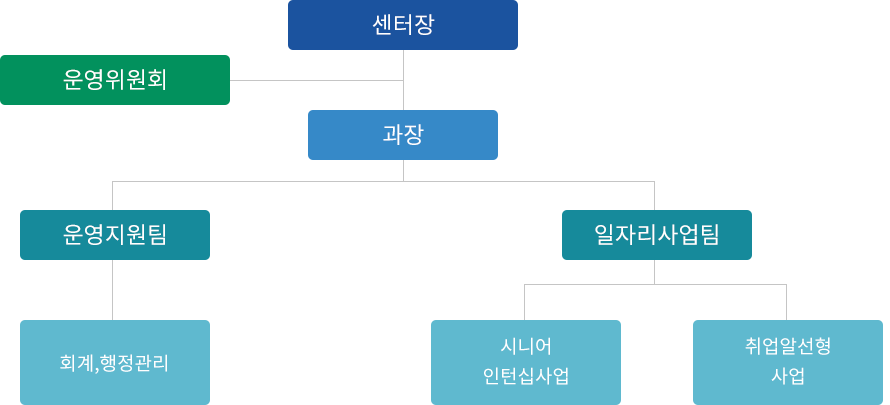 센터장
운영위원회
과장
운영지원팀
일자리사업팀
회계,행정관리
시니어
인턴십사업
취업알선형
사업